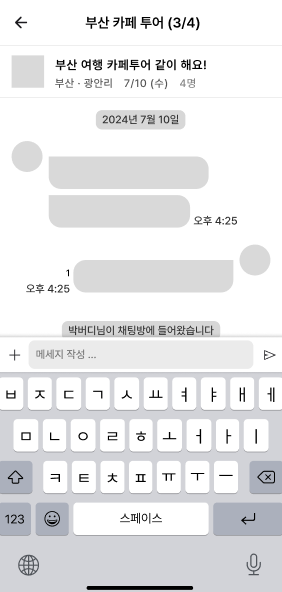 부산 카페 투어 (3/4)
부산 여행 카페투어 같이 해요!
부산 · 광안리 7/10 (수) 4명
2024년 7월 10일
오후 4:25
1
오후 4:25
박버디님이 채팅방에 들어왔습니다
메세지 작성 ...
ㅂ ㅈ ㄷ ㄱ ㅅ ㅛ ㅕ ㅑ ㅐ ㅔ
ㅁ ㄴ ㅇ ㄹ ㅎ ㅗ ㅓ ㅏ ㅣ
ㅋ ㅌ ㅊ ㅍ ㅠ ㅜ ㅡ
123 스페이스